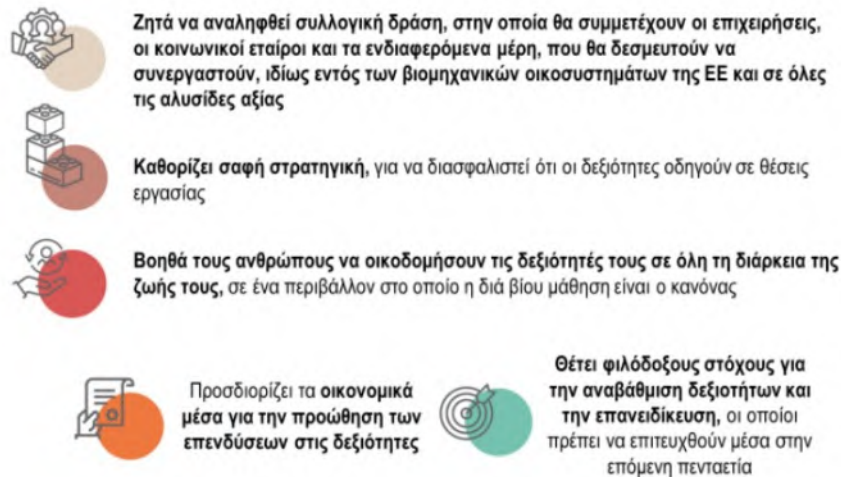 Ζητά να αναληφθεί συλλογική δράση, στην οποία θα συμμετέχουν οι επιχειρήσεις,
οι κοινωνικοί εταίροι και τα ενδιαφερόμενα μέρη, που θα δεσμευτούν να
συνεργαστούν, ιδίως εντός των βιομηχανικών οικοσυστημάτων της ΕΕ και σε όλες
τις αλυσίδες αξίας
Καθορίζει σαφή στρατηγική, για να διασφαλιστεί ότι οι δεξιότητες οδηγούν σε θέσεις
εργασίας
Βοηθά τους ανθρώπους να οικοδομήσουν τις δεξιότητές τους σε όλη τη διάρκεια της
ζωής τους, σε ένα περιβάλλον στο οποίο η διά βίου μάθηση είναι ο κανόνας
Προσδιορίζει τα οικονομικά
μέσα για την προώθηση των
επενδύσεων στις δεξιότητες
Θέτει φιλόδοξους στόχους για
την αναβάθμιση δεξιοτήτων και
την επανειδίκευση, οι οποίοι
πρέπει να επιτευχθούν μέσα στην
επόμενη πενταετία